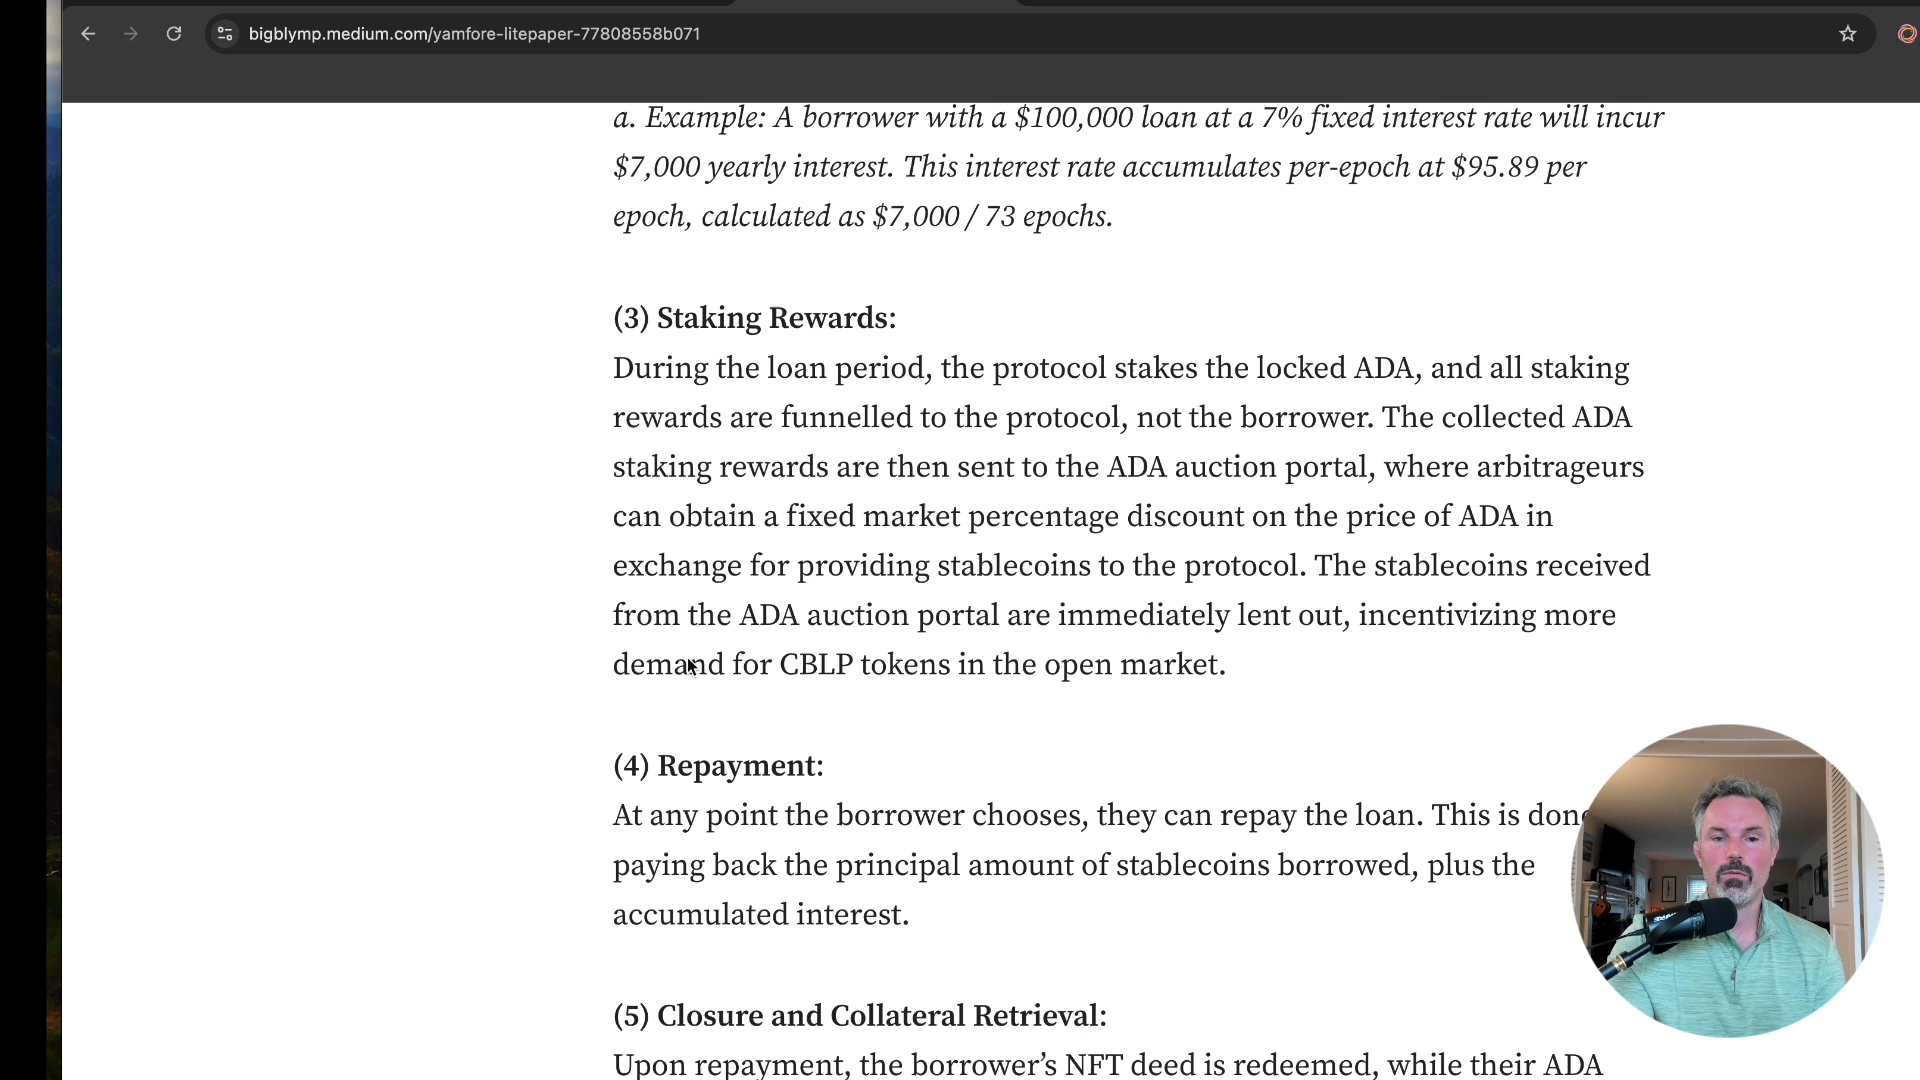 bigblymp.medium.com/yamfore-litepaper-77808558b071
a. Example: A borrower with a $100,000 loan at a 7% fixed interest rate will incur
$7,000 yearly interest. This interest rate accumulates per-epoch at $95.89 per
epoch, calculated as $7,000 / 73 epochs.
(3) Staking Rewards:
During the loan period, the protocol stakes the locked ADA, and all staking
rewards are funnelled to the protocol, not the borrower. The collected ADA
staking rewards are then sent to the ADA auction portal, where arbitrageurs
can obtain a fixed market percentage discount on the price of ADA in
exchange for providing stablecoins to the protocol. The stablecoins received
from the ADA auction portal are immediately lent out, incentivizing more
demand for CBLP tokens in the open market.
(4) Repayment:
At any point the borrower chooses, they can repay the loan. This is done
paying back the principal amount of stablecoins borrowed, plus the
accumulated interest.
(5) Closure and Collateral Retrieval:
Upon repayment, the borrower’s NFT deed is redeemed, while their ADA